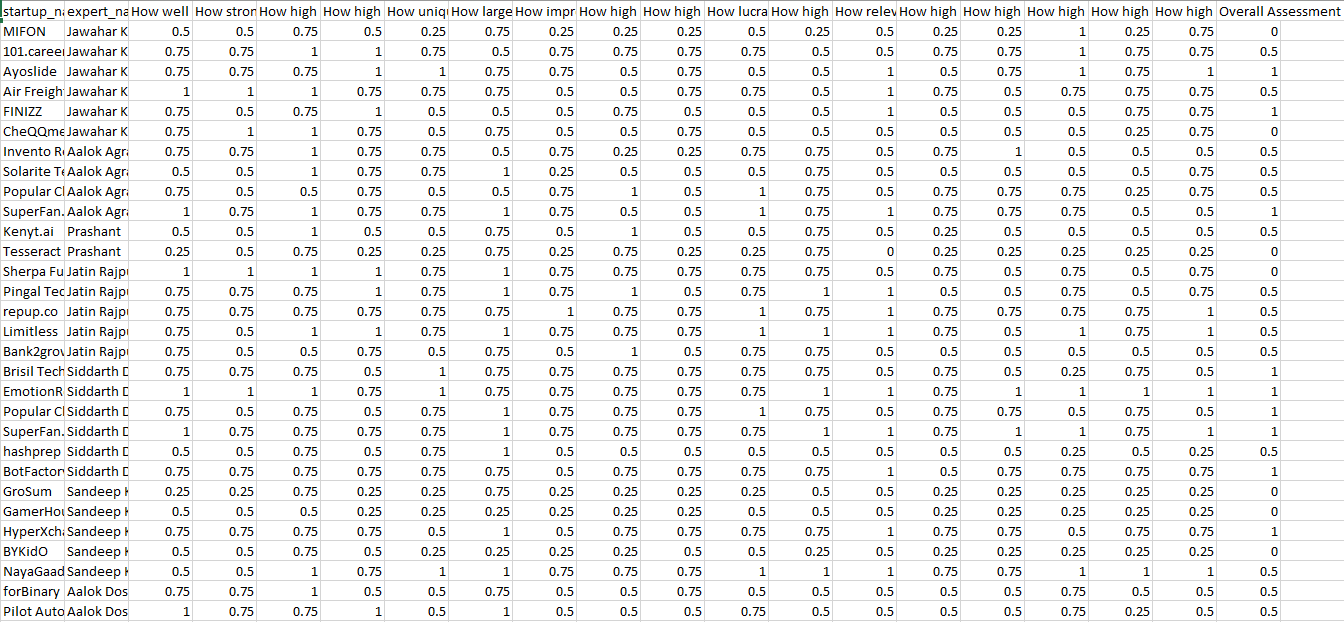 startup_n expert_na How well How stron How high How high How uniqu How large How impr How high How high How lucra How high How relev How high How high How high How high How high Overall Assessment
MIFON Jawahar K 0.5 0.5 0.75 0.5 0.25 0.75 0.25 0.25 0.25 0.5 0.25 0.5 0.25 0.25 1 0.25 0.75 0
101.career Jawahar K 0.75 0.75 1 1 0.75 0.5 0.75 0.75 0.75 0.5 0.5 0.75 0.75 0.5 1 0.75 0.75 0.5
Ayoslide Jawahar K 0.75 0.75 0.75 1 1 0.75 0.75 0.5 0.75 0.5 0.5 1 0.5 0.75 1 0.75 1 1
Air Freigh Jawahar K 1 1 1 0.75 0.75 0.75 0.5 0.5 0.75 0.75 0.5 1 0.75 0.5 0.75 0.75 0.75 0.5
FINIZZ Jawahar K 0.75 0.5 0.75 1 0.5 0.5 0.5 0.75 0.5 0.5 0.5 1 0.5 0.5 0.5 0.75 0.75 1
CheQQme Jawahar K 0.75 1 1 0.75 0.5 0.75 0.5 0.5 0.75 0.5 0.5 0.5 0.5 0.5 0.5 0.25 0.75 0
Invento Ro Aalok Agra 0.75 0.75 1 0.75 0.75 0.5 0.75 0.25 0.25 0.75 0.75 0.5 0.75 1 0.5 0.5 0.5 0.5
Solarite Te Aalok Agra 0.5 0.5 1 0.75 0.75 1 0.25 0.5 0.5 0.5 0.75 0.5 0.5 0.5 0.5 0.5 0.75 0.5
Popular Cl Aalok Agra 0.75 0.5 0.5 0.75 0.5 0.5 0.75 1 0.5 1 0.75 0.5 0.75 0.75 0.75 0.25 0.75 0.5
SuperFan. Aalok Agra 1 0.75 1 0.75 0.75 1 0.75 0.5 0.5 1 0.75 1 0.75 0.75 0.75 0.5 0.5 1
Kenyt.ai Prashant 0.5 0.5 1 0.5 0.5 0.75 0.5 1 0.5 0.5 0.75 0.5 0.25 0.5 0.5 0.5 0.5 0.5
Tesseract Prashant 0.25 0.5 0.75 0.25 0.25 0.75 0.25 0.75 0.25 0.25 0.75 0 0.25 0.25 0.25 0.25 0.25 0
Sherpa Fu Jatin Rajpu 1 1 1 1 0.75 1 0.75 0.75 0.75 0.75 0.75 0.5 0.75 0.5 0.75 0.5 0.75 0
Pingal Tec Jatin Rajpu 0.75 0.75 0.75 1 0.75 1 0.75 1 0.5 0.75 1 1 0.5 0.5 0.75 0.5 0.75 0.5
repup.co Jatin Rajpu 0.75 0.75 0.75 0.75 0.75 0.75 1 0.75 0.75 1 0.75 1 0.75 0.75 0.75 0.75 1 0.5
Limitless Jatin Rajpu 0.75 0.5 1 1 0.75 1 0.75 0.75 0.75 1 1 1 0.75 0.5 1 0.75 1 0.5
Bank2grov Jatin Rajpu 0.75 0.5 0.5 0.75 0.5 0.75 0.5 1 0.5 0.75 0.75 0.5 0.5 0.5 0.5 0.5 0.5 0.5
Brisil Tech Siddarth D 0.75 0.75 0.75 0.5 1 0.75 0.75 0.75 0.75 0.75 0.5 0.5 0.75 0.5 0.25 0.75 0.5 1
EmotionR Siddarth D 1 1 1 0.75 1 0.75 0.75 0.75 0.75 0.75 1 1 0.75 1 1 1 1 1
Popular Cl Siddarth D 0.75 0.5 0.75 0.5 0.75 1 0.75 0.75 0.75 1 0.75 0.5 0.75 0.75 0.5 0.75 0.5 1
SuperFan. Siddarth D 1 0.75 0.75 0.75 0.75 1 0.75 0.75 0.75 0.75 1 1 0.75 1 1 0.75 1 1
hashprep Siddarth D 0.5 0.5 0.75 0.5 0.75 1 0.5 0.5 0.5 0.5 0.5 0.5 0.5 0.5 0.25 0.5 0.25 0.5
BotFactor Siddarth D 0.75 0.75 0.75 0.75 0.75 0.75 0.5 0.75 0.75 0.75 0.75 1 0.5 0.75 0.75 0.75 0.75 1
GroSum Sandeep K 0.25 0.25 0.75 0.25 0.25 0.75 0.25 0.25 0.25 0.25 0.5 0.5 0.25 0.25 0.25 0.25 0.25 0
GamerHou Sandeep K 0.5 0.5 0.5 0.25 0.25 0.25 0.25 0.25 0.25 0.25 0.25 0.5 0.25 0.25 0.25 0.25 0.25 0
HyperXcha Sandeep K 0.75 0.75 0.75 0.75 0.5 1 0.5 0.75 0.75 0.75 0.75 1 0.75 0.75 0.5 0.75 0.75 1
BYKidO Sandeep K 0.5 0.5 0.75 0.5 0.25 0.25 0.25 0.25 0.5 0.5 0.25 0.5 0.25 0.25 0.25 0.25 0.25 0
NayaGaad Sandeep K 0.5 0.5 1 0.75 1 1 0.75 0.75 0.75 1 1 1 0.75 0.75 1 1 1 0.5
forBinary Aalok Dos 0.75 0.75 1 0.5 0.5 0.75 0.5 0.5 0.5 0.5 0.5 0.5 0.5 0.5 0.75 0.5 0.5 0.5
Pilot Auto Aalok Dos 1 0.75 0.75 1 0.5 1 0.5 0.5 0.5 0.75 0.5 0.5 0.5 0.5 0.75 0.25 0.5 0.5